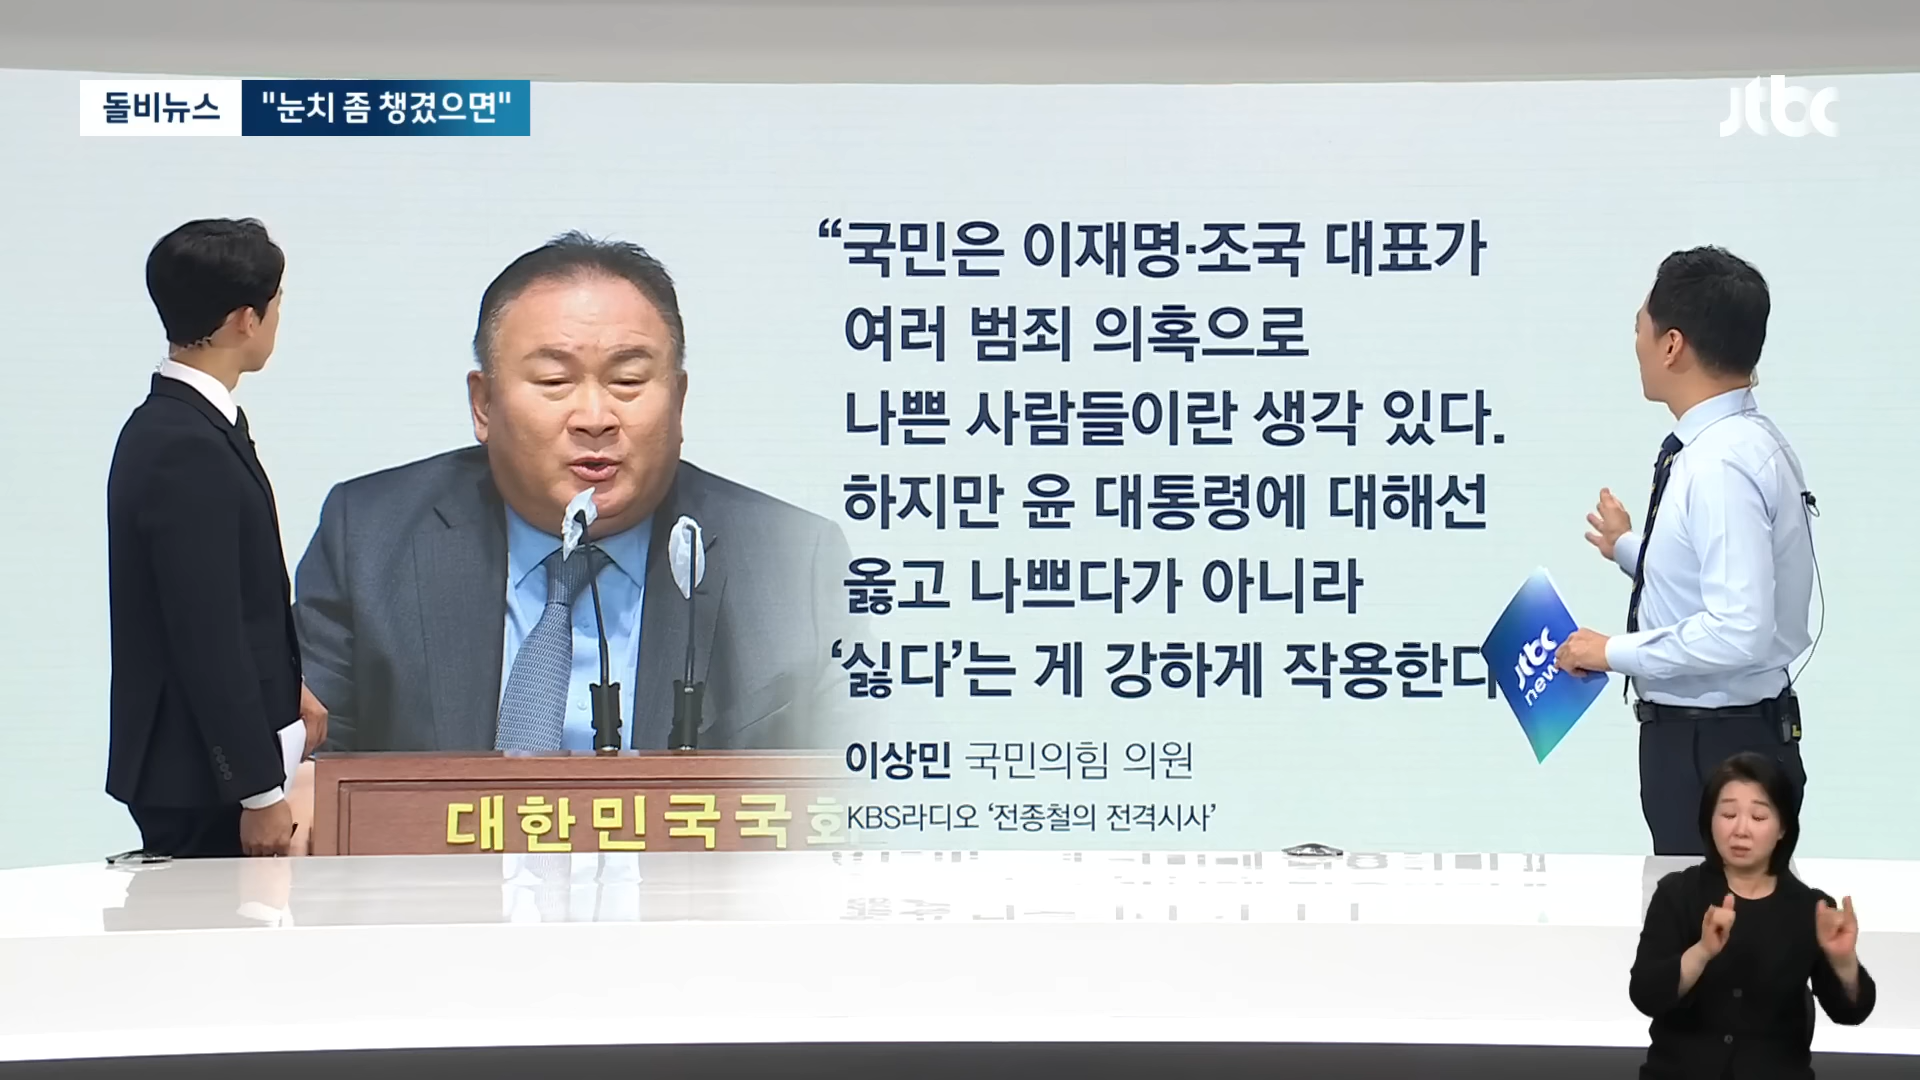 돌비뉴스 "눈치 좀 챙겼으면"
jtbc
“국민은 이재명·조국 대표가
여러 범죄 의혹으로
나쁜 사람들이란 생각 있다.
하지만 윤 대통령에 대해선
옳고 나쁘다가 아니라
‘싫다’는 게 강하게 작용한다
jtbc
news
이상민 국민의힘 의원
KBS라디오 ‘전종철의 전격시사’
대한민국국회